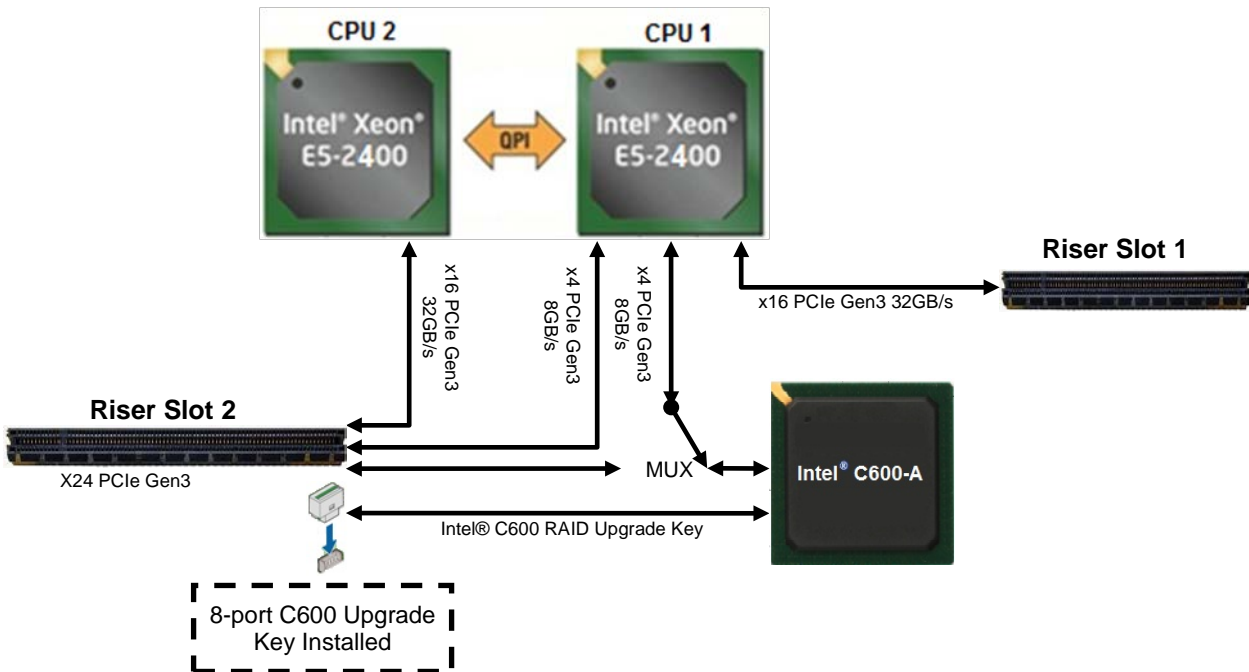 CPU 2
CPU 1
Intel® Xeon®
E5-2400
QPI
Intel® Xeon®
E5-2400
Riser Slot 1
x16 PCIe Gen3
32GB/s
x4 PCIe Gen3
8GB/s
x4 PCIe Gen3
8GB/s
x16 PCIe Gen3 32GB/s
Riser Slot 2
X24 PCIe Gen3
MUX
Intel® C600-A
Intel® C600 RAID Upgrade Key
8-port C600 Upgrade
Key Installed